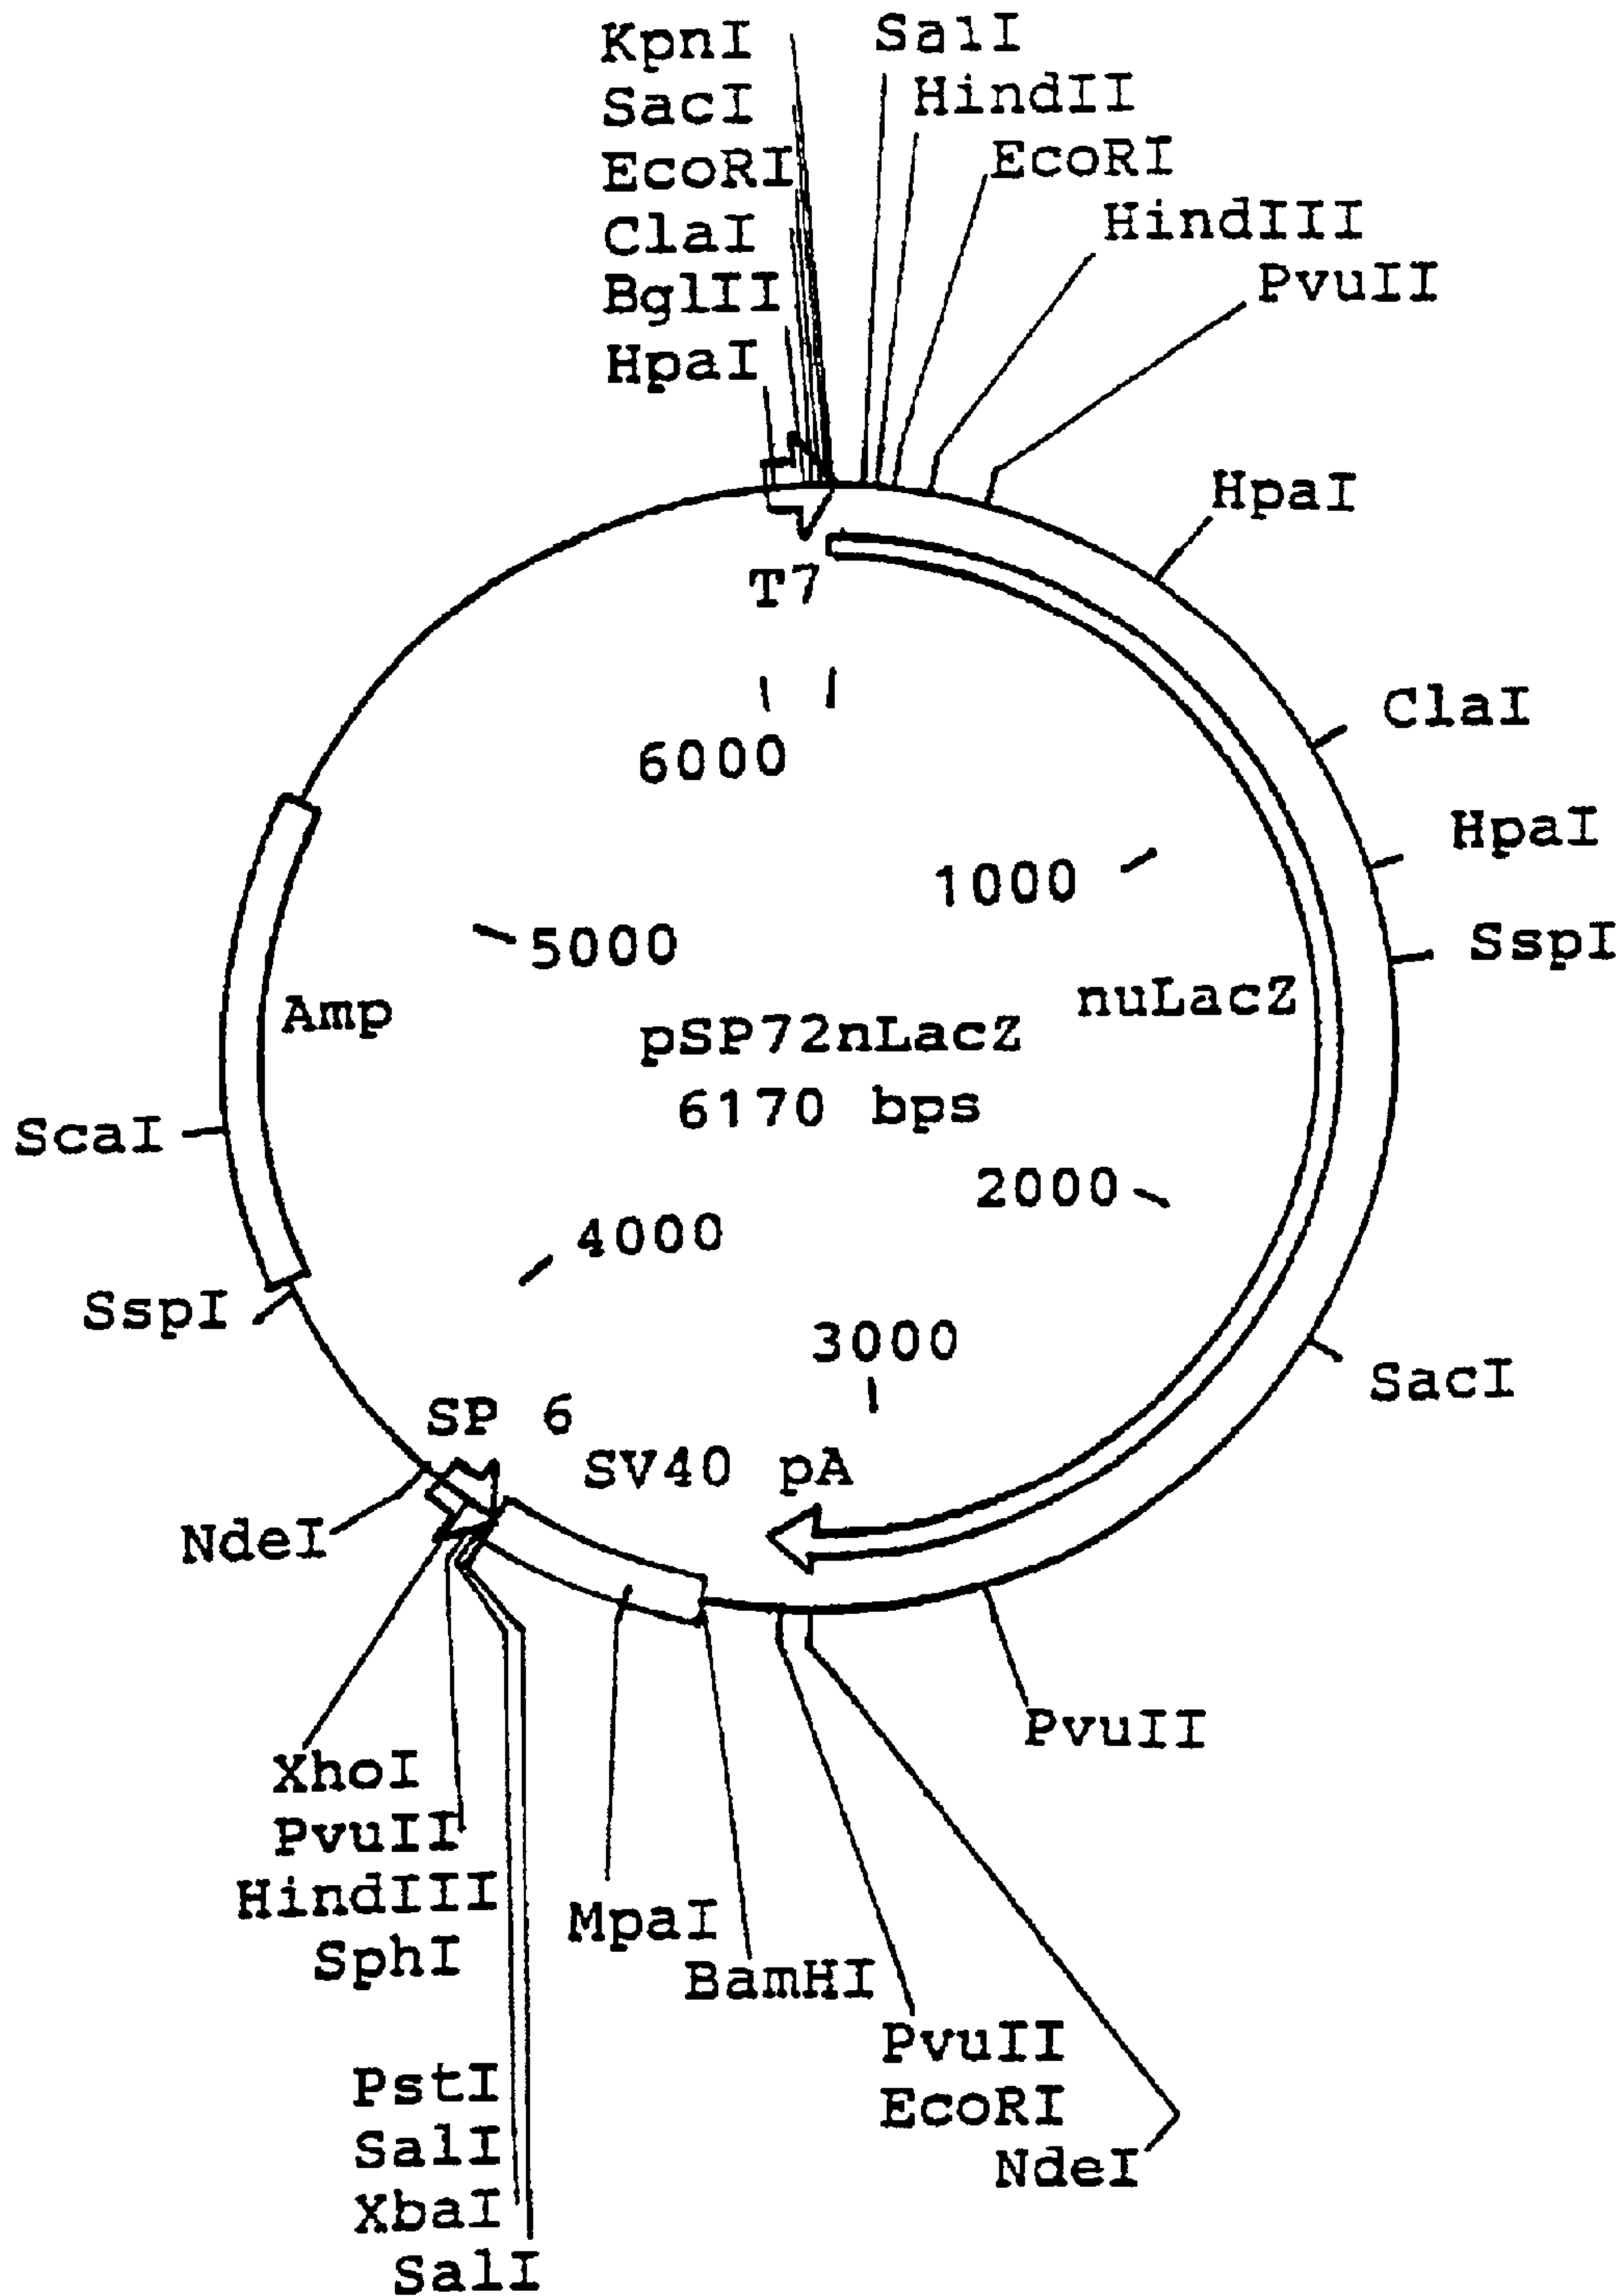 KpnI
SacI
EcoRI
ClaI
BglII
HpaI
SalI
HindII
EcoRI
HindIII
PvuII
HpaI
ClaI
HpaI
SspI
SacI
PvuII
T7
6000
1000
5000
nuLacZ
Amp
pSP72nLacZ
6170 bps
2000
4000
3000
ScaI
SspI
SP 6
SV40 pA
NdeI
XhoI
PvuII
HindIII
SphI
PstI
SalI
XbaI
SalI
MpaI
BamHI
PvuII
EcoRI
NdeI